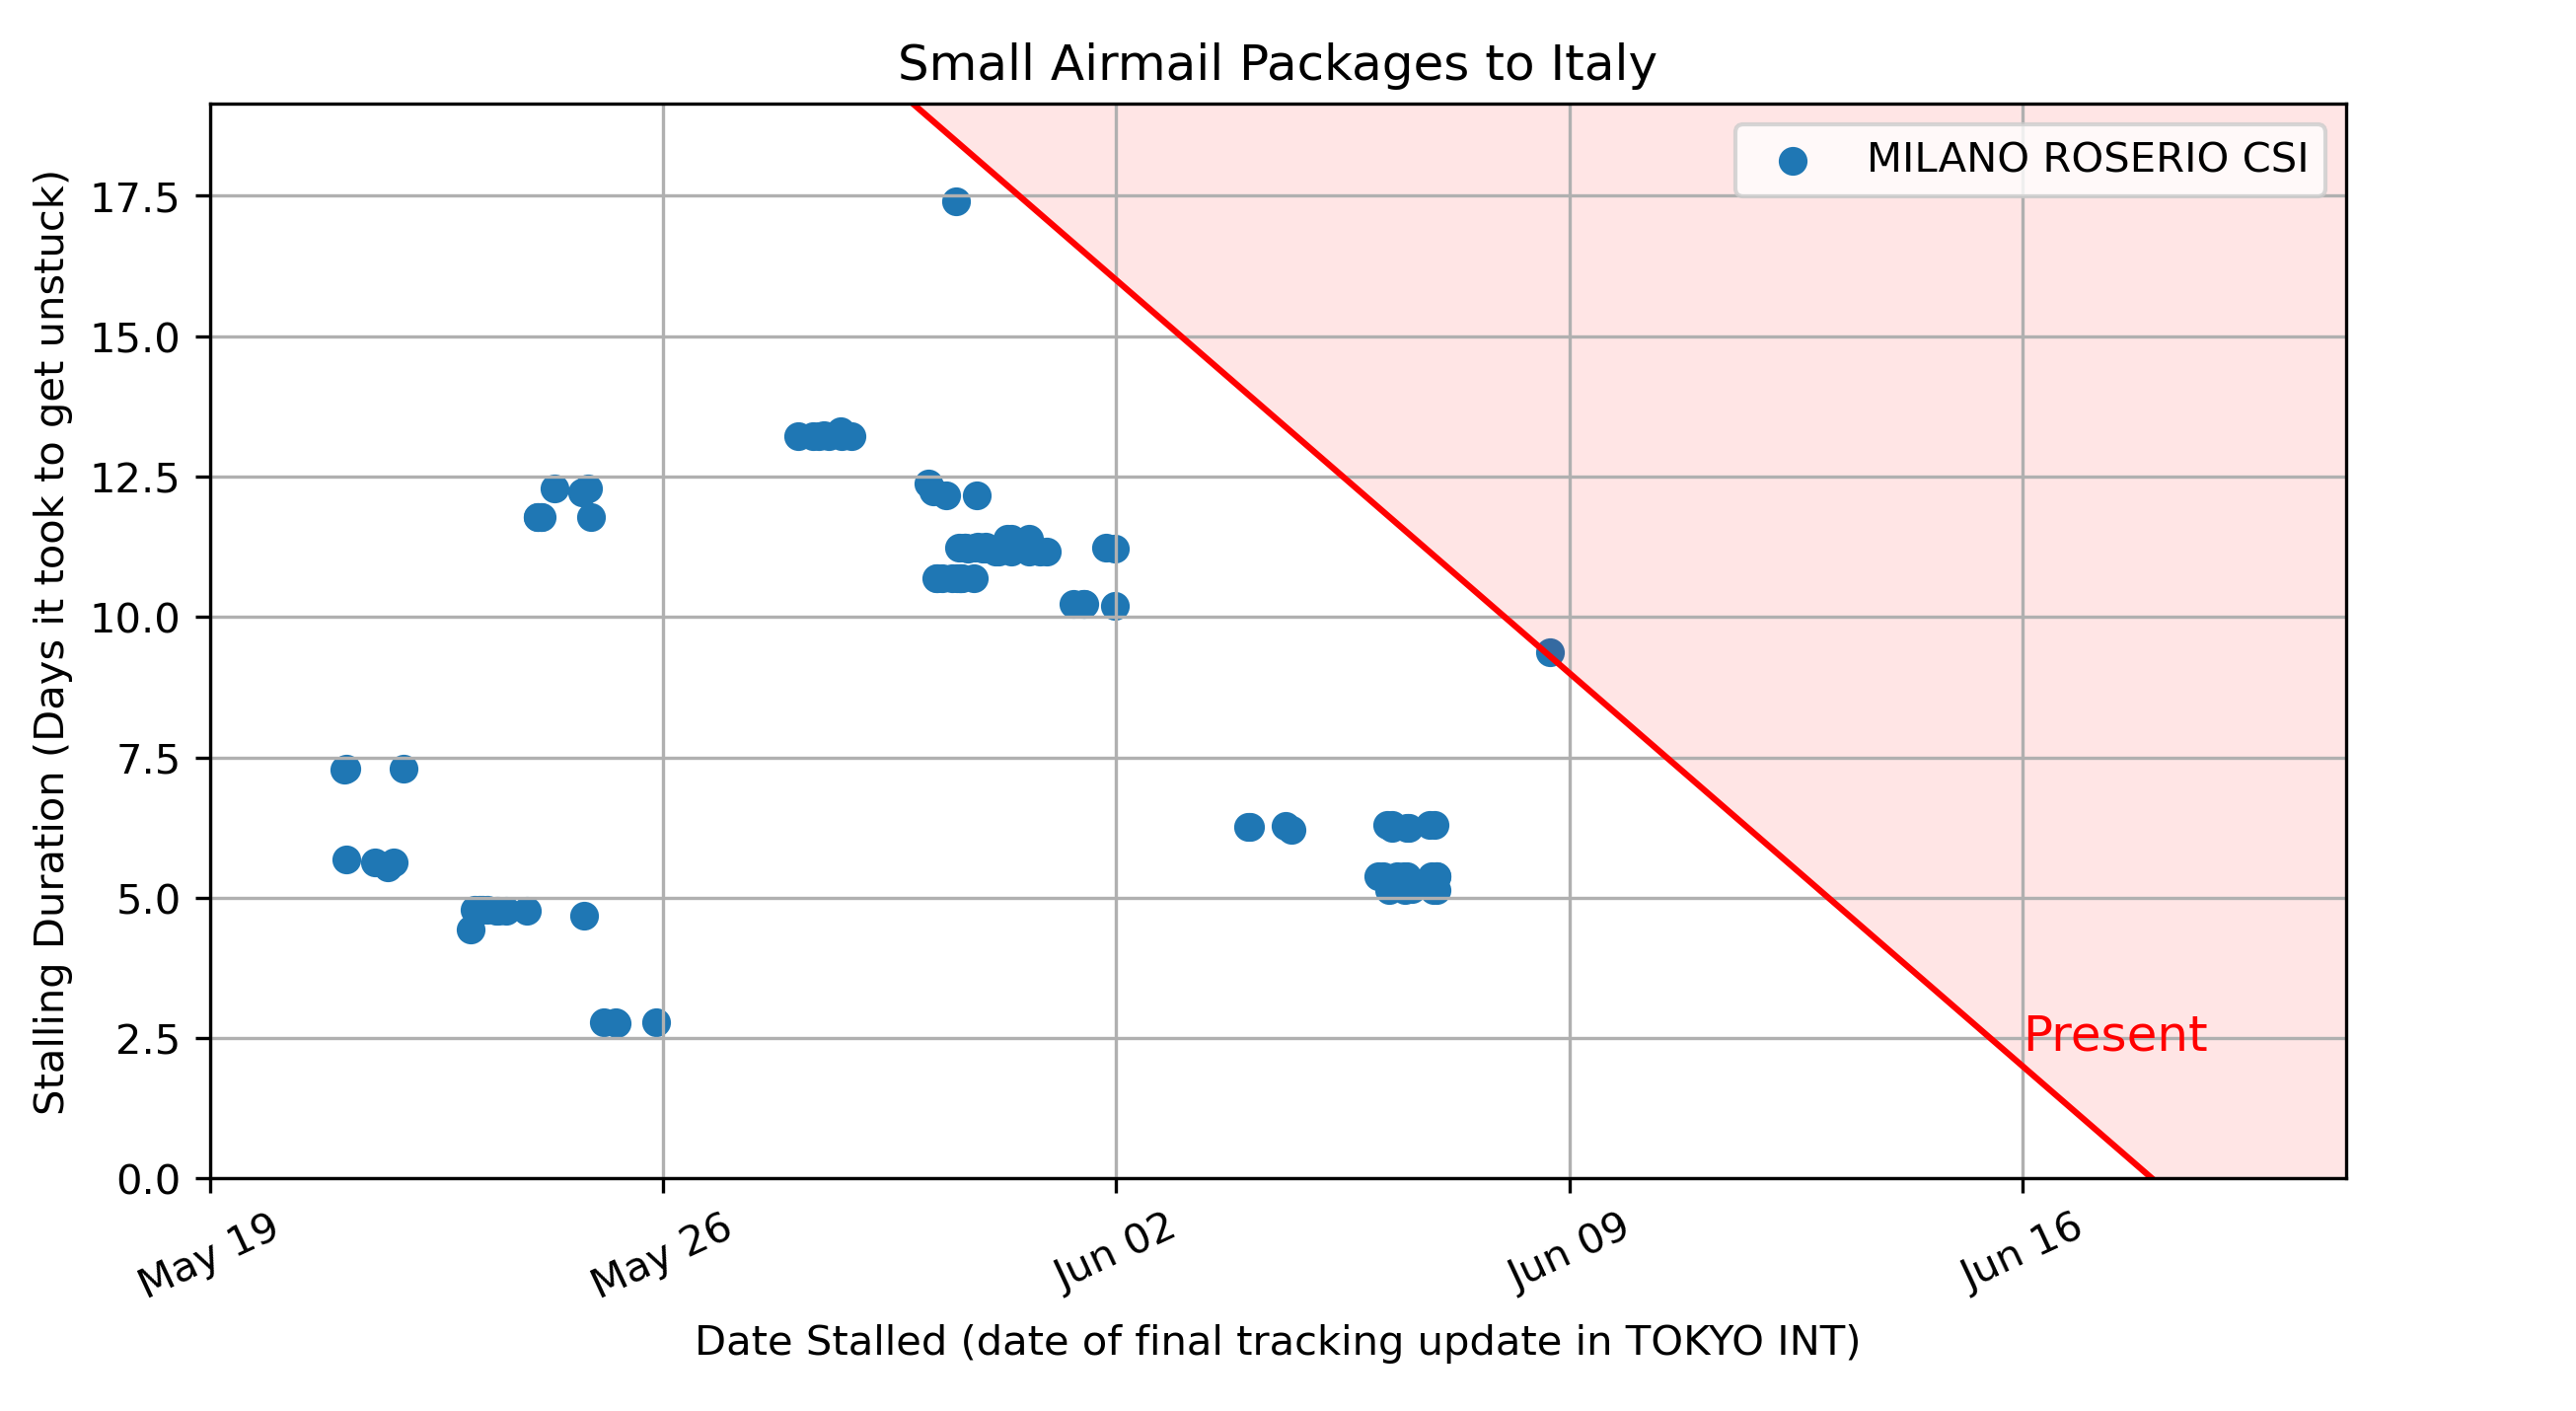 Small Airmail Packages to Italy
MILANO ROSERIO CSI
Stalling Duration (Days it took to get unstuck)
17.5
15.0
12.5
10.0
7.5
5.0
2.5
0.0
Present
May 19
May 26
Jun 02
Jun 09
Jun 16
Date Stalled (date of final tracking update in TOKYO INT)